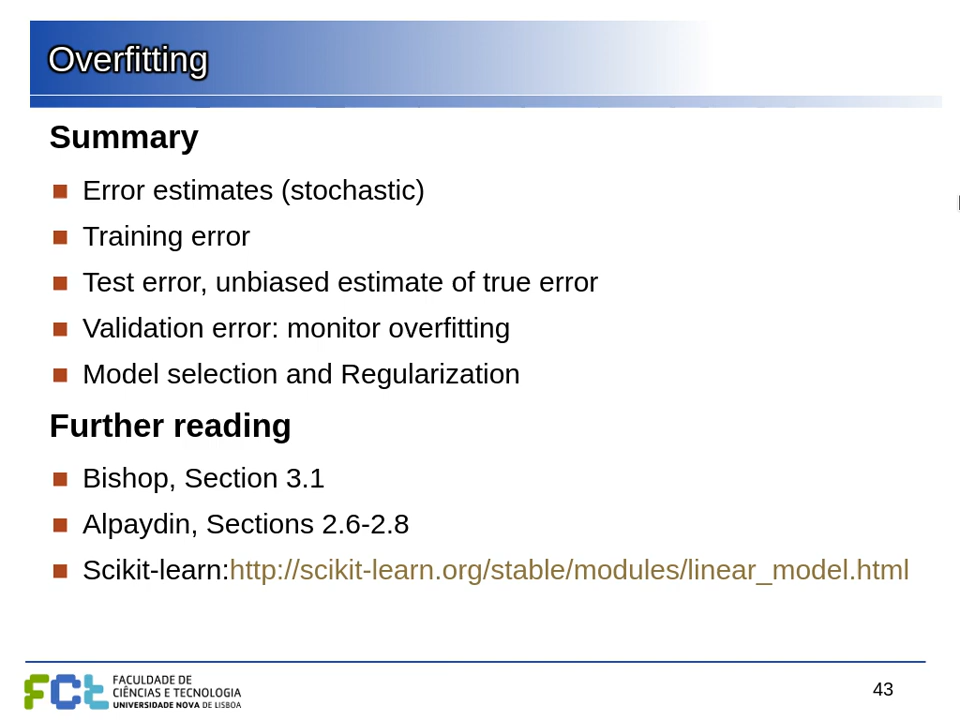 Overfitting
Summary
Error estimates (stochastic)
Training error
Test error, unbiased estimate of true error
Validation error: monitor overfitting
Model selection and Regularization
Further reading
Bishop, Section 3.1
Alpaydin, Sections 2.6-2.8
Scikit-learn:http://scikit-learn.org/stable/modules/linear_model.html
FCt
FACULDADE DE
CIÊNCIAS E TECNOLOGIA
UNIVERSIDADE NOVA DE LISBOA
43